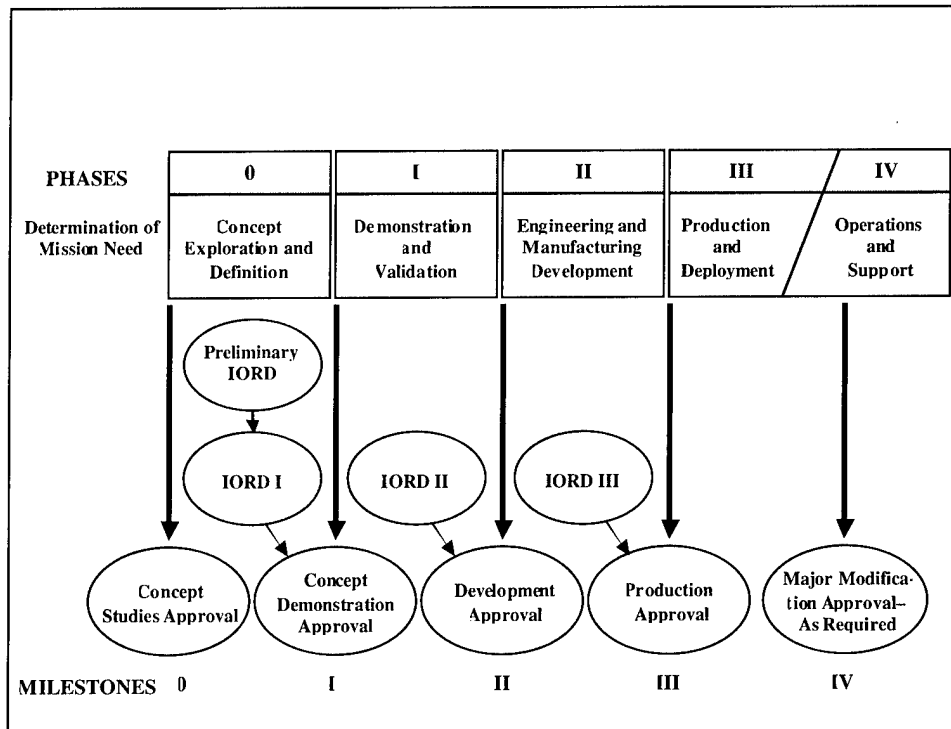 PHASES
0
I
II
III
IV
Determination of
Mission Need
Concept
Exploration and
Definition
Demonstration
and
Validation
Engineering and
Manufacturing
Development
Production
and
Deployment
Operations
and
Support
Preliminary
IORD
IORD I
IORD II
IORD III
Concept
Studies Approval
Concept
Demonstration
Approval
Development
Approval
Production
Approval
Major Modifica-
tion Approval--
As Required
MILESTONES
0
I
II
III
IV